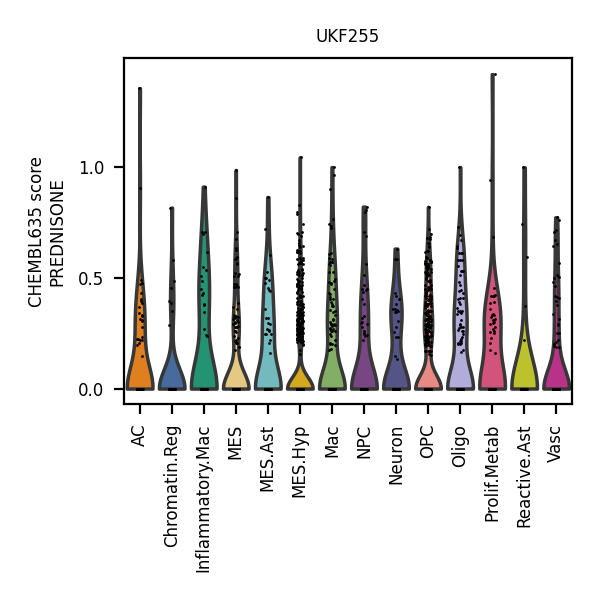 UKF255
CHEMBL635 score
PREDNISONE
1.0
0.5
0.0
AC
Chromatin.Reg
Inflammatory.Mac
MES
MES.Ast
MES.Hyp
Mac
NPC
Neuron
OPC
Oligo
Prolif.Metab
Reactive.Ast
Vasc